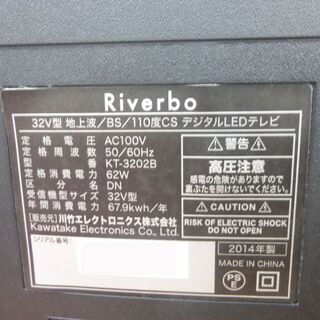 Riverbo
32V型 地上波/BS/110度CS デジタルLEDテレビ
定格電圧:AC100V
定格周波数:50/60Hz
型名:KT-3202B
定格消費電力:62W
区分:DN
受信機型サイズ:32V型
年間消費電力:67.9kwh/年
[販売元]川竹エレクトロニクス株式会社
Kawatake Electronics Co., Ltd.
シリアル番号:
警告
高圧注意
感電の危険がありますので
裏ぶたを開けないでください。
CAUTION
RISK OF ELECTRIC SHOCK
DO NOT OPEN
2014年製
MADE IN CHINA
PSE